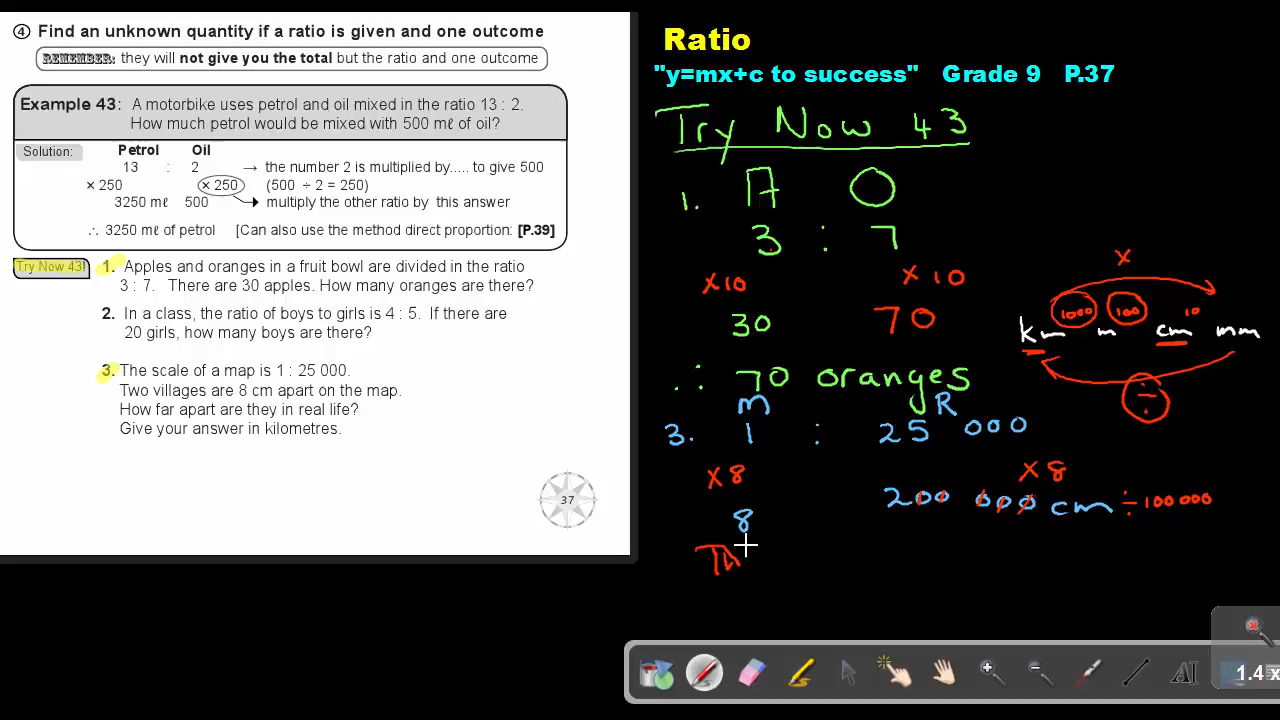 ④ Find an unknown quantity if a ratio is given and one outcome
REMEMBER: they will not give you the total but the ratio and one outcome
Example 43: A motorbike uses petrol and oil mixed in the ratio 13 : 2.
How much petrol would be mixed with 500 mℓ of oil?
Solution: Petrol Oil
13 : 2 → the number 2 is multiplied by..... to give 500
× 250 × 250 (500 ÷ 2 = 250)
3250 mℓ 500 multiply the other ratio by this answer
∴ 3250 mℓ of petrol [Can also use the method direct proportion: [P.39]
Try Now 43! 1. Apples and oranges in a fruit bowl are divided in the ratio
3 : 7. There are 30 apples. How many oranges are there?
2. In a class, the ratio of boys to girls is 4 : 5. If there are
20 girls, how many boys are there?
3. The scale of a map is 1 : 25 000.
Two villages are 8 cm apart on the map.
How far apart are they in real life?
Give your answer in kilometres.
37
Ratio
"y=mx+c to success" Grade 9 P.37
Try Now 43
1. A O
3 : 7
×10 ×10
30 70
∴ 70 oranges
×
1000 100 10
km m cm mm
÷
M R
3. 1 : 25 000
×8 ×8
8 200 000 cm ÷ 100 000
AI
1.4 x